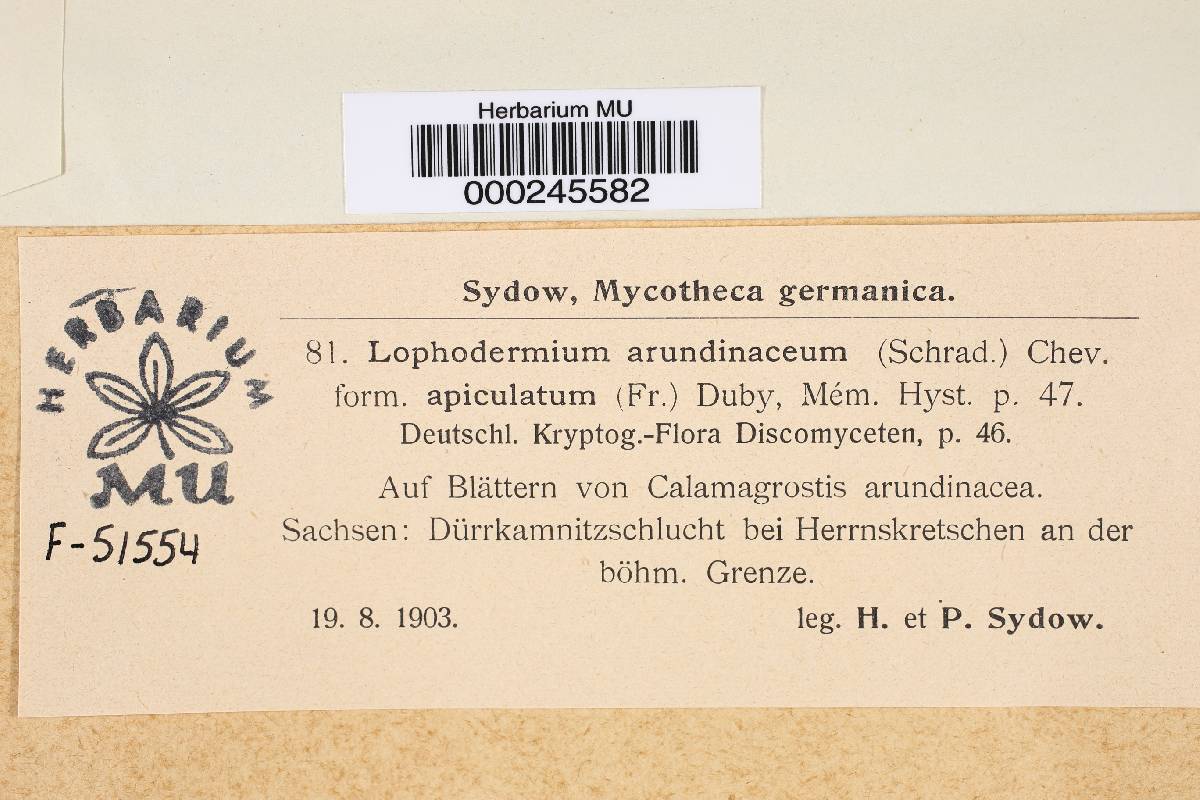 Herbarium MU
000245582
Sydow, Mycotheca germanica.
HERBARIUM
MU
F-51554
81. Lophodermium arundinaceum (Schrad.) Chev.
form. apiculatum (Fr.) Duby, Mém. Hyst. p. 47.
Deutschl. Kryptog.-Flora Discomyceten, p. 46.
Auf Blättern von Calamagrostis arundinacea.
Sachsen: Dürrkamnitzschlucht bei Herrnskretschen an der
böhm. Grenze.
19. 8. 1903. leg. H. et P. Sydow.